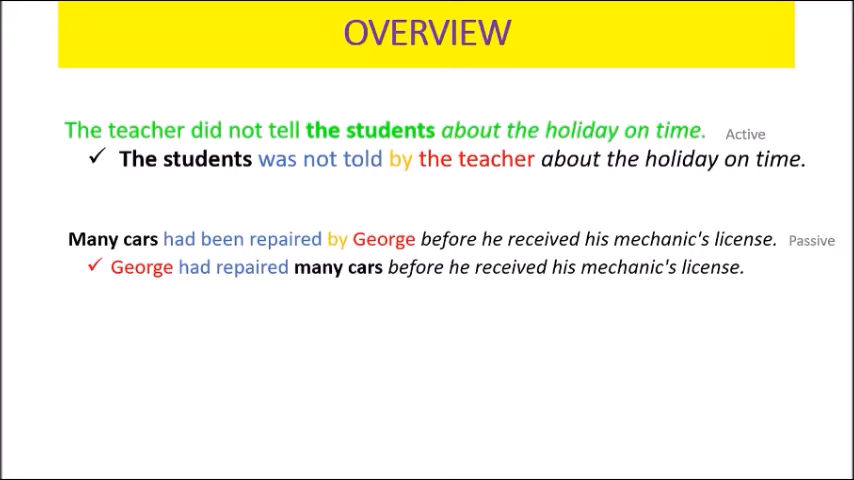 OVERVIEW
The teacher did not tell the students about the holiday on time. Active
✓ The students was not told by the teacher about the holiday on time.
Many cars had been repaired by George before he received his mechanic's license. Passive
✓ George had repaired many cars before he received his mechanic's license.